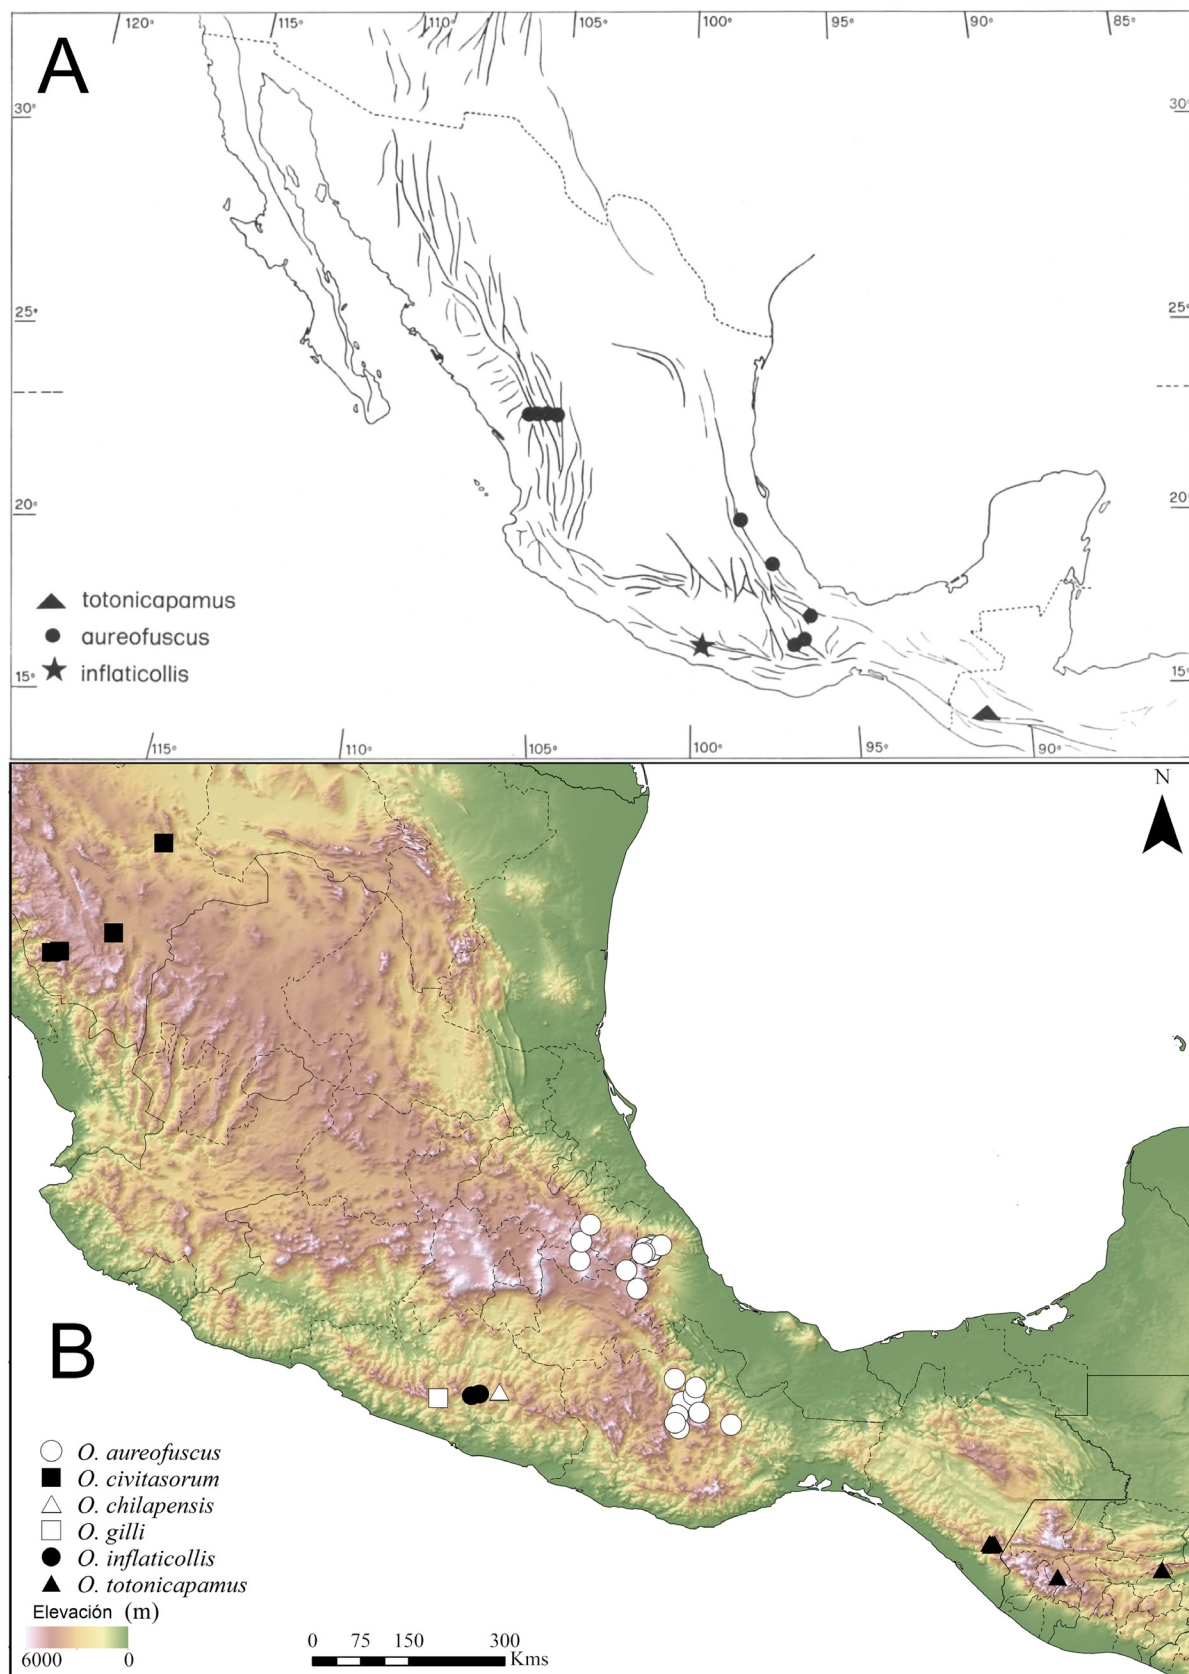 A
120° 115° 110° 105° 100° 95° 90° 85°
30° 30°
25° 25°
20° 20°
15° 15°
totonicapamus
aureofuscus
inflaticollis
115° 110° 105° 100° 95° 90°
N
B
O. aureofuscus
O. civitasorum
O. chilapensis
O. gilli
O. inflaticollis
O. totonicapamus
Elevación (m)
6000 0
0 75 150 300
Kms